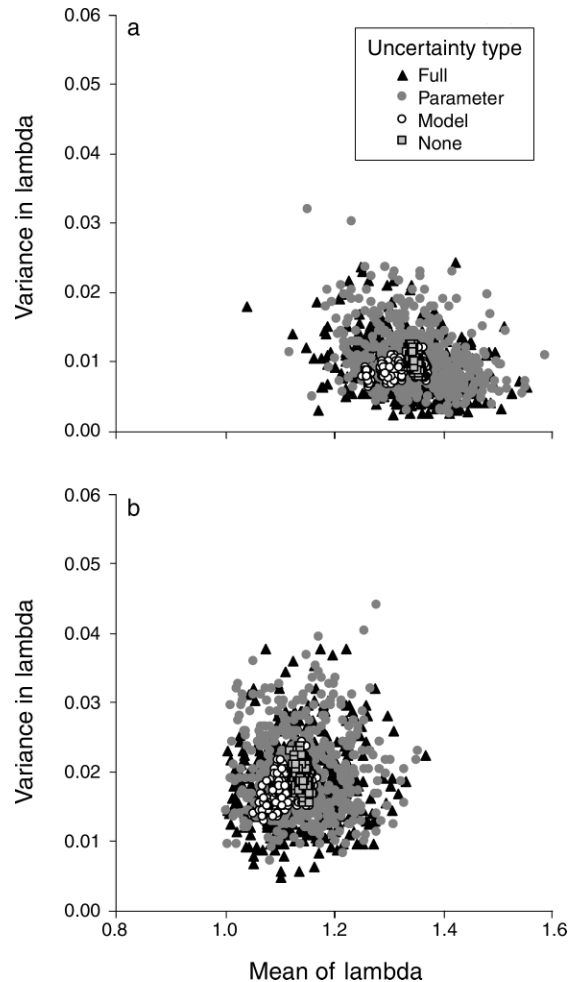 a
0.06
0.05
0.04
0.03
0.02
0.01
0.00
Variance in lambda
Uncertainty type
Full
Parameter
Model
None
b
0.06
0.05
0.04
0.03
0.02
0.01
0.00
Variance in lambda
0.8 1.0 1.2 1.4 1.6
Mean of lambda